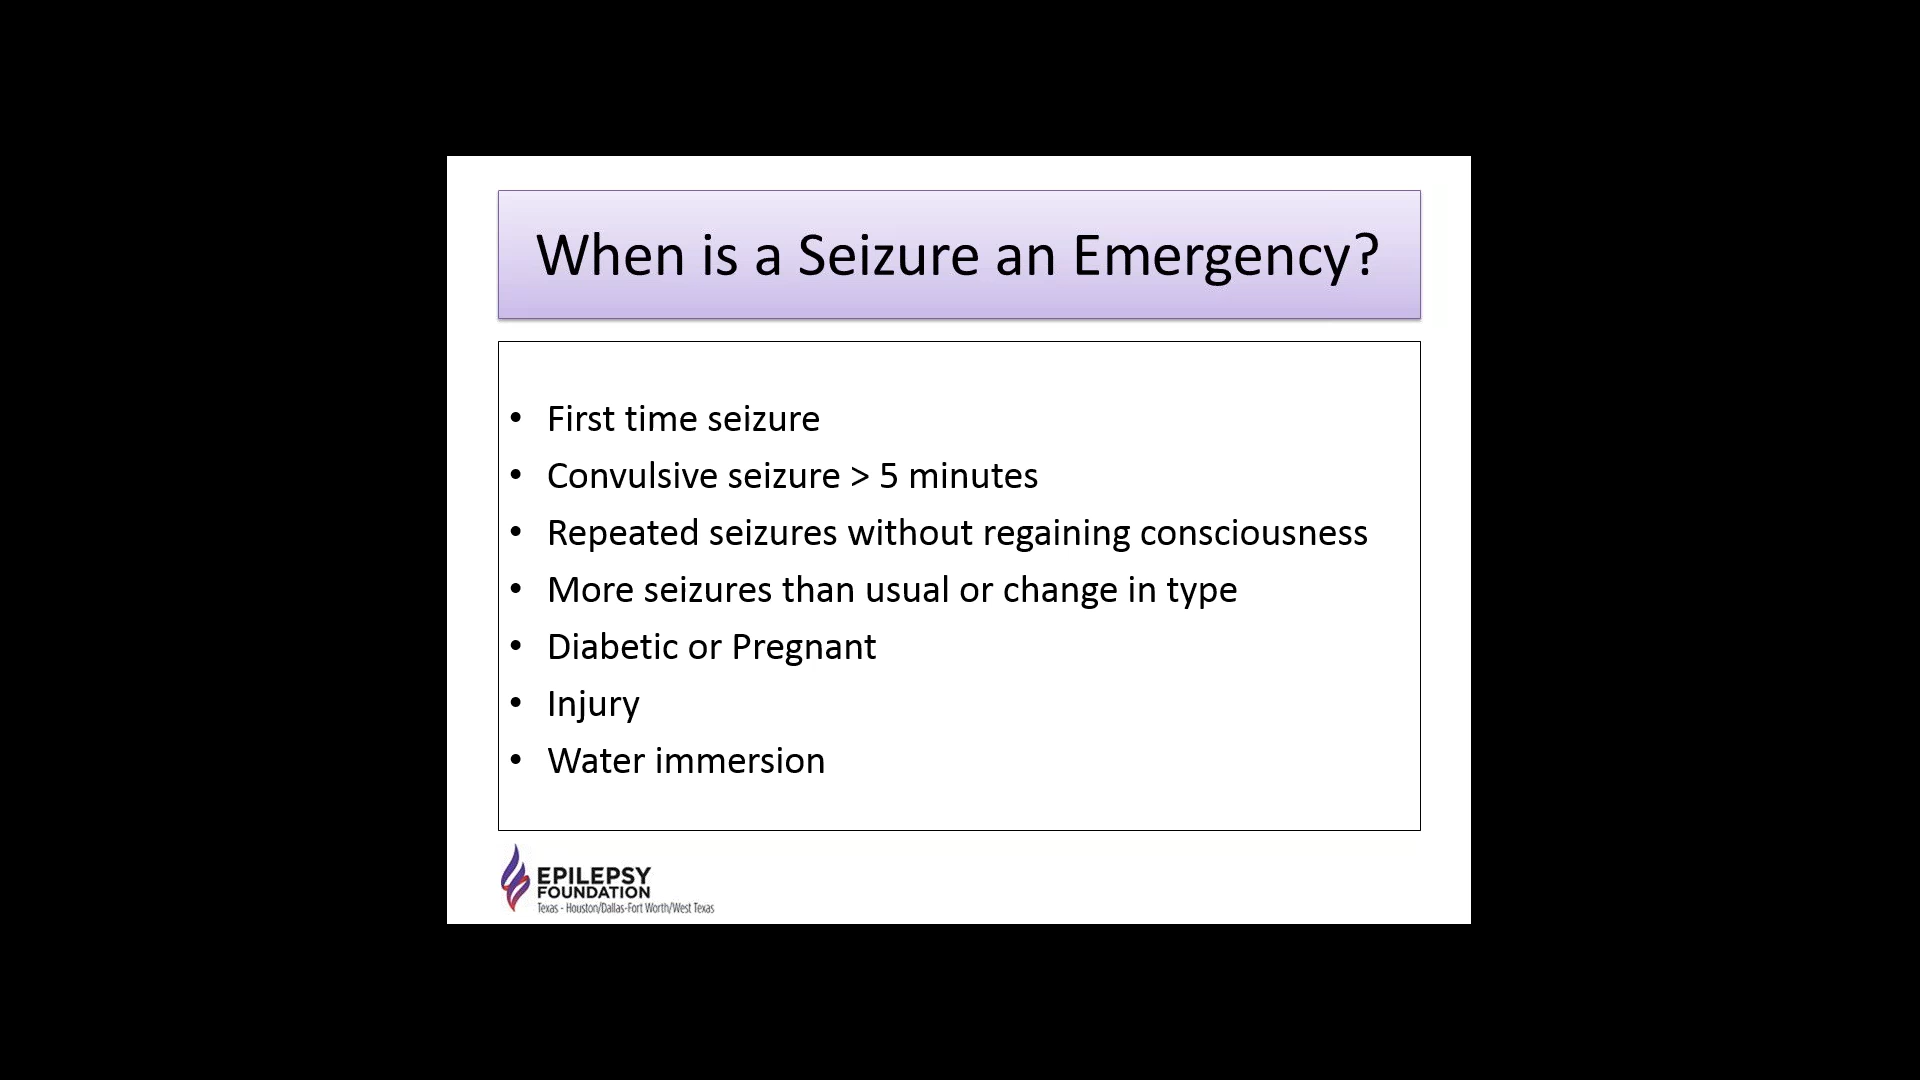 When is a Seizure an Emergency?
• First time seizure
• Convulsive seizure > 5 minutes
• Repeated seizures without regaining consciousness
• More seizures than usual or change in type
• Diabetic or Pregnant
• Injury
• Water immersion
EPILEPSY
FOUNDATION
Texas - Houston/Dallas-Fort Worth/West Texas